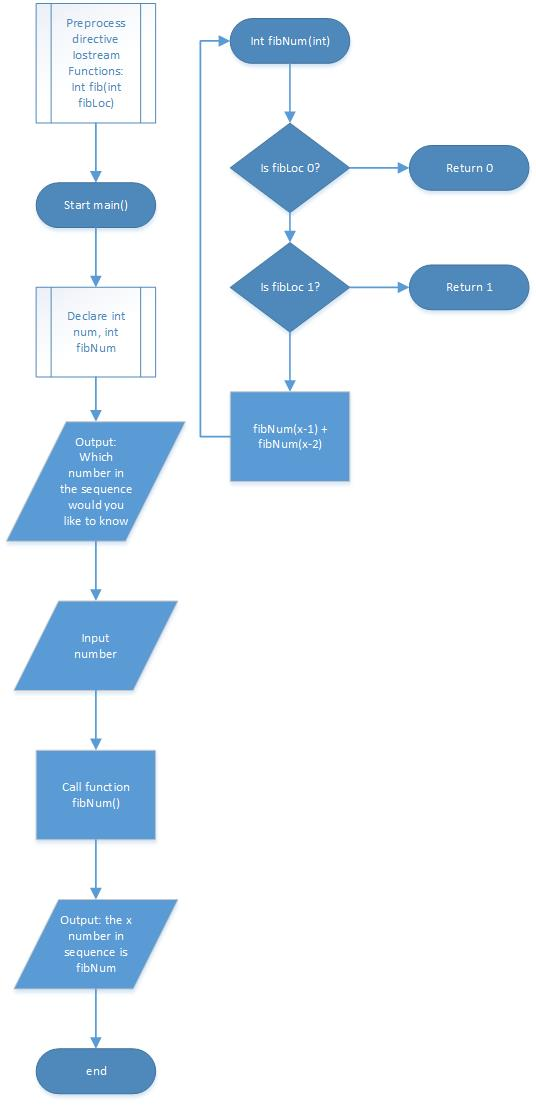 Preprocess
directive
Iostream
Functions:
Int fib(int
fibLoc)
Start main()
Declare int
num, int
fibNum
Output:
Which
number in
the sequence
would you
like to know
Input
number
Call function
fibNum()
Output: the x
number in
sequence is
fibNum
end
Int fibNum(int)
Is fibLoc 0?
Return 0
Is fibLoc 1?
Return 1
fibNum(x-1) +
fibNum(x-2)